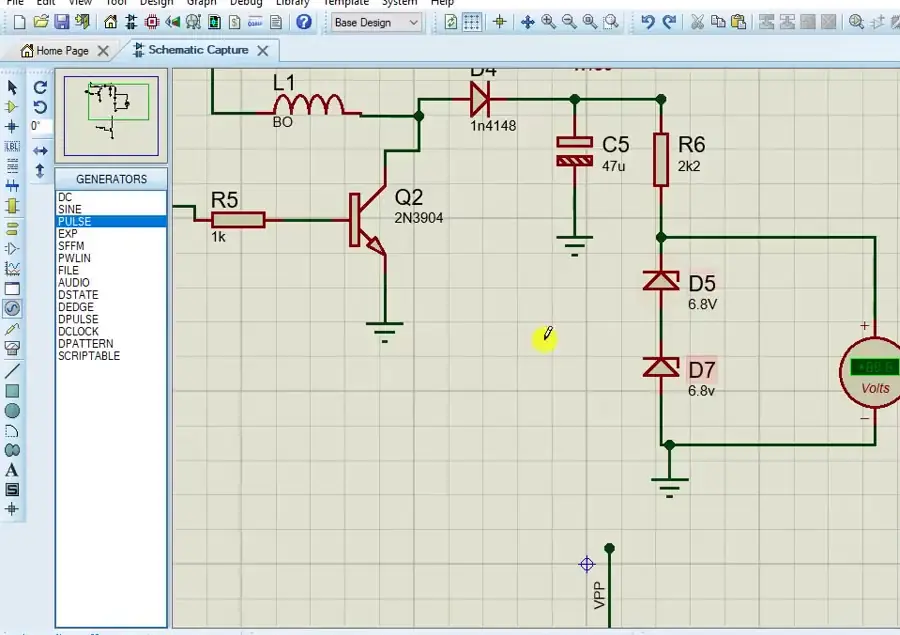 File Edit View Tool Design Graph Debug Library Template System Help
Base Design
Home Page
Schematic Capture
0°
LBL
GENERATORS
DC
SINE
PULSE
EXP
SFFM
PWLIN
FILE
AUDIO
DSTATE
DEDGE
DPULSE
DCLOCK
DPATTERN
SCRIPTABLE
A
S
L1
BO
D4
1n4148
C5
47u
R6
2k2
R5
1k
Q2
2N3904
D5
6.8V
D7
6.8v
+
Volts
−
VPP